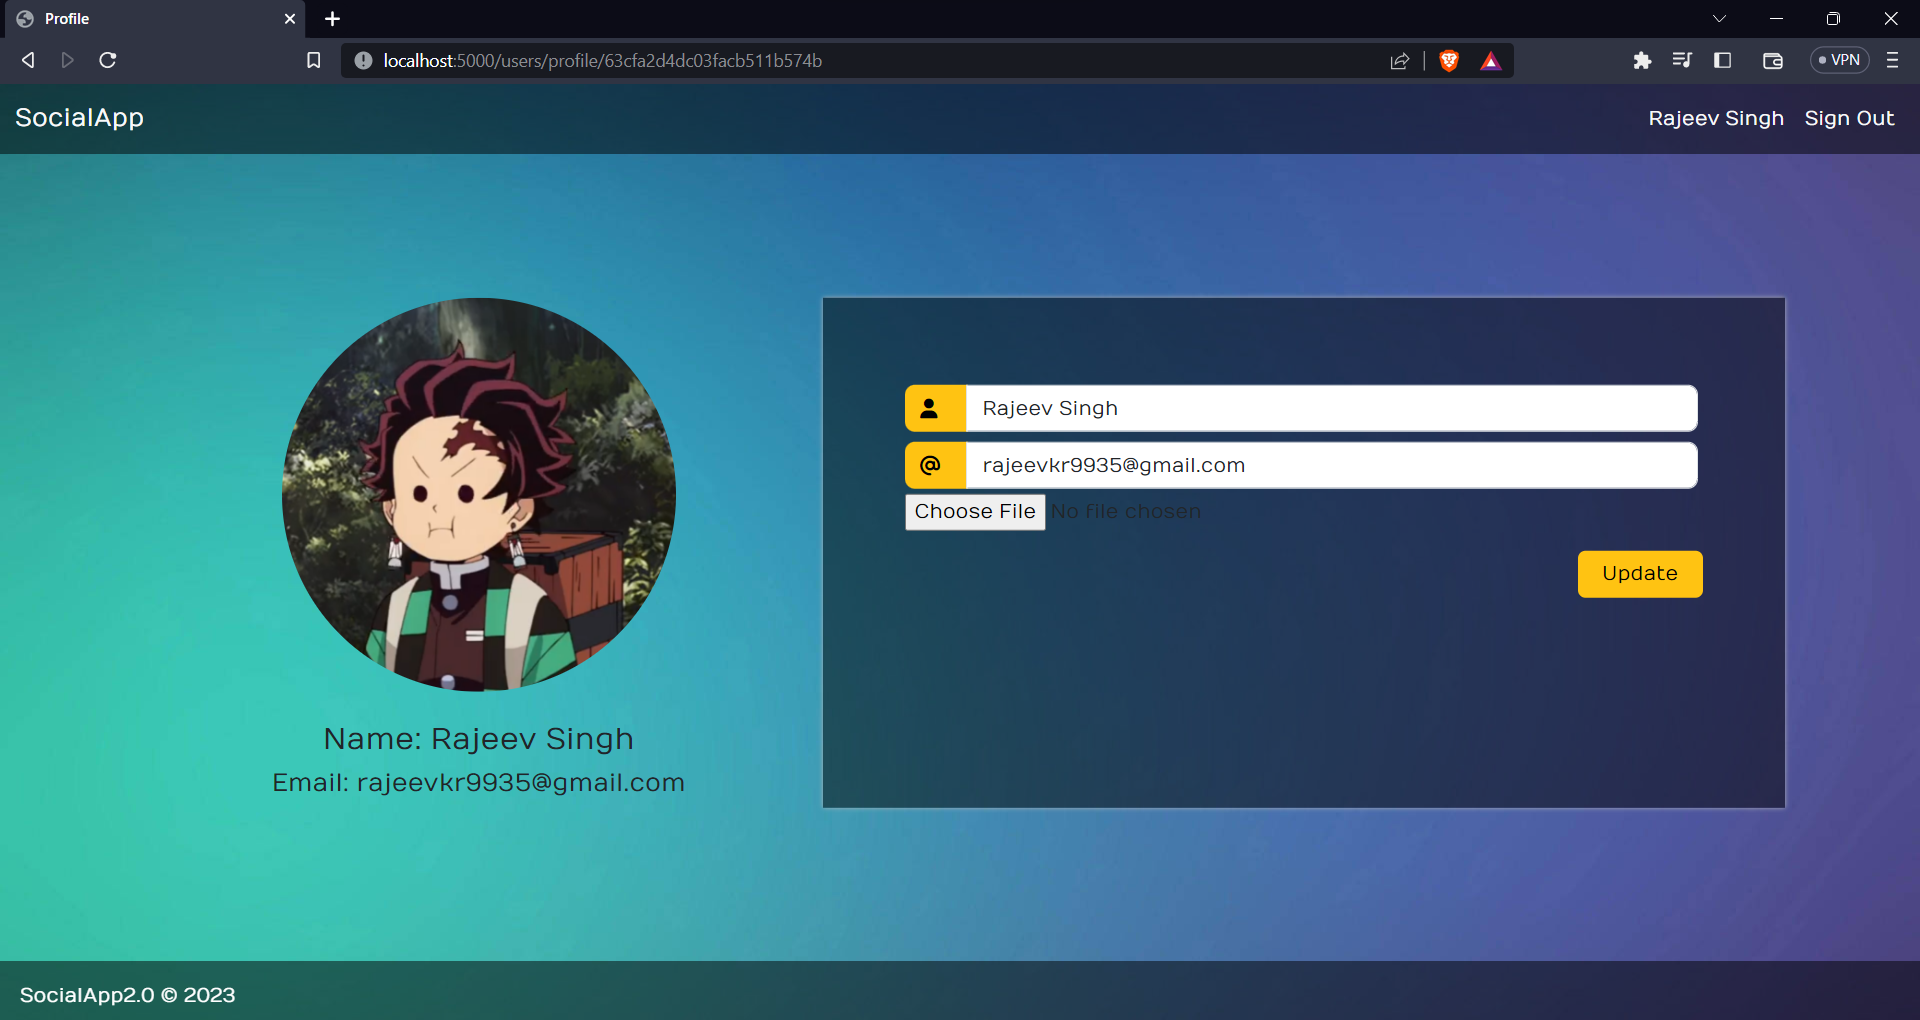 Profile
localhost:5000/users/profile/63cfa2d4dc03facb511b574b
VPN
SocialApp
Rajeev Singh Sign Out
Rajeev Singh
@ rajeevkr9935@gmail.com
Choose File No file chosen
Update
Name: Rajeev Singh
Email: rajeevkr9935@gmail.com
SocialApp2.0 © 2023